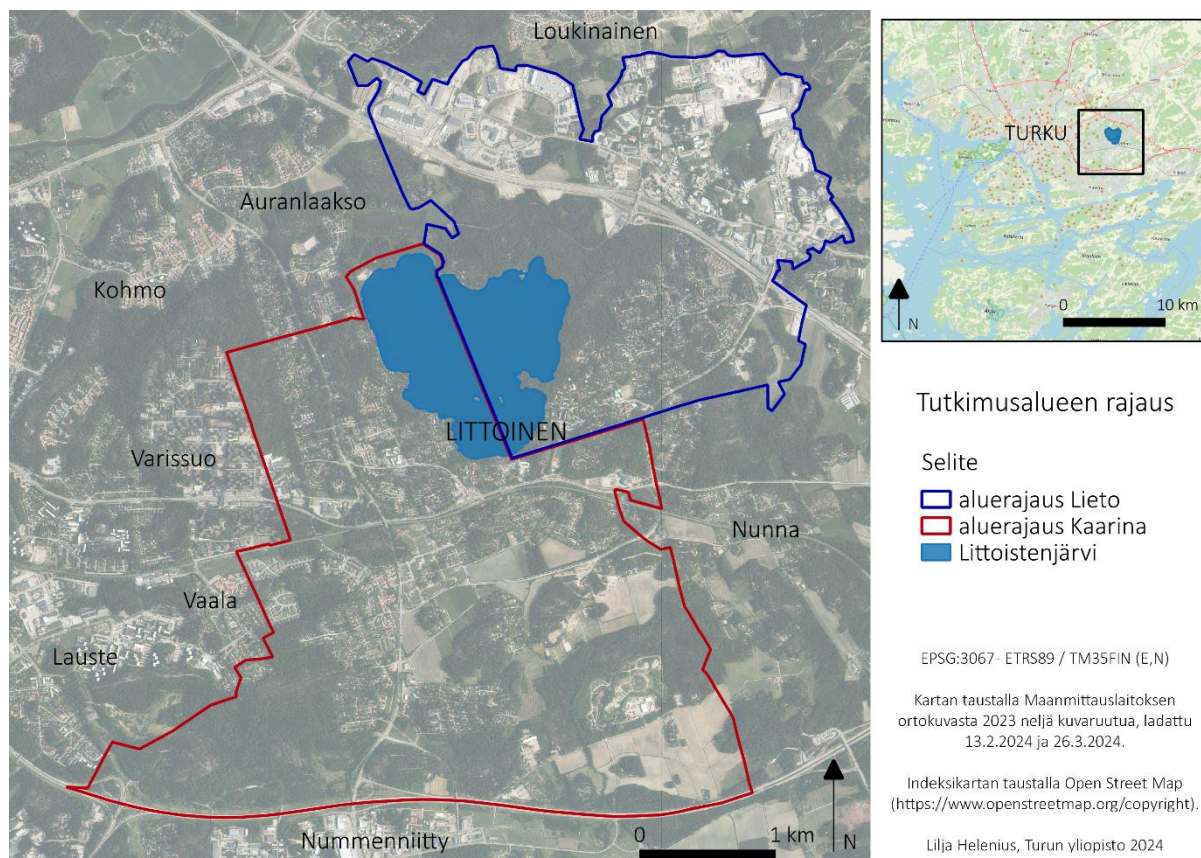 Loukinainen
Auranlaakso
Kohmo
LITTOINEN
Varissuo
Nunna
Vaala
Lauste
Nummenniitty
0 1 km
N
TURKU
0 10 km
N
Tutkimusalueen rajaus
Selite
aluerajaus Lieto
aluerajaus Kaarina
Littoistenjärvi
EPSG:3067- ETRS89 / TM35FIN (E,N)
Kartan taustalla Maanmittauslaitoksen
ortokuvasta 2023 neljä kuvaruutua, ladattu
13.2.2024 ja 26.3.2024.
Indeksikartan taustalla Open Street Map
(https://www.openstreetmap.org/copyright).
Lilja Helenius, Turun yliopisto 2024